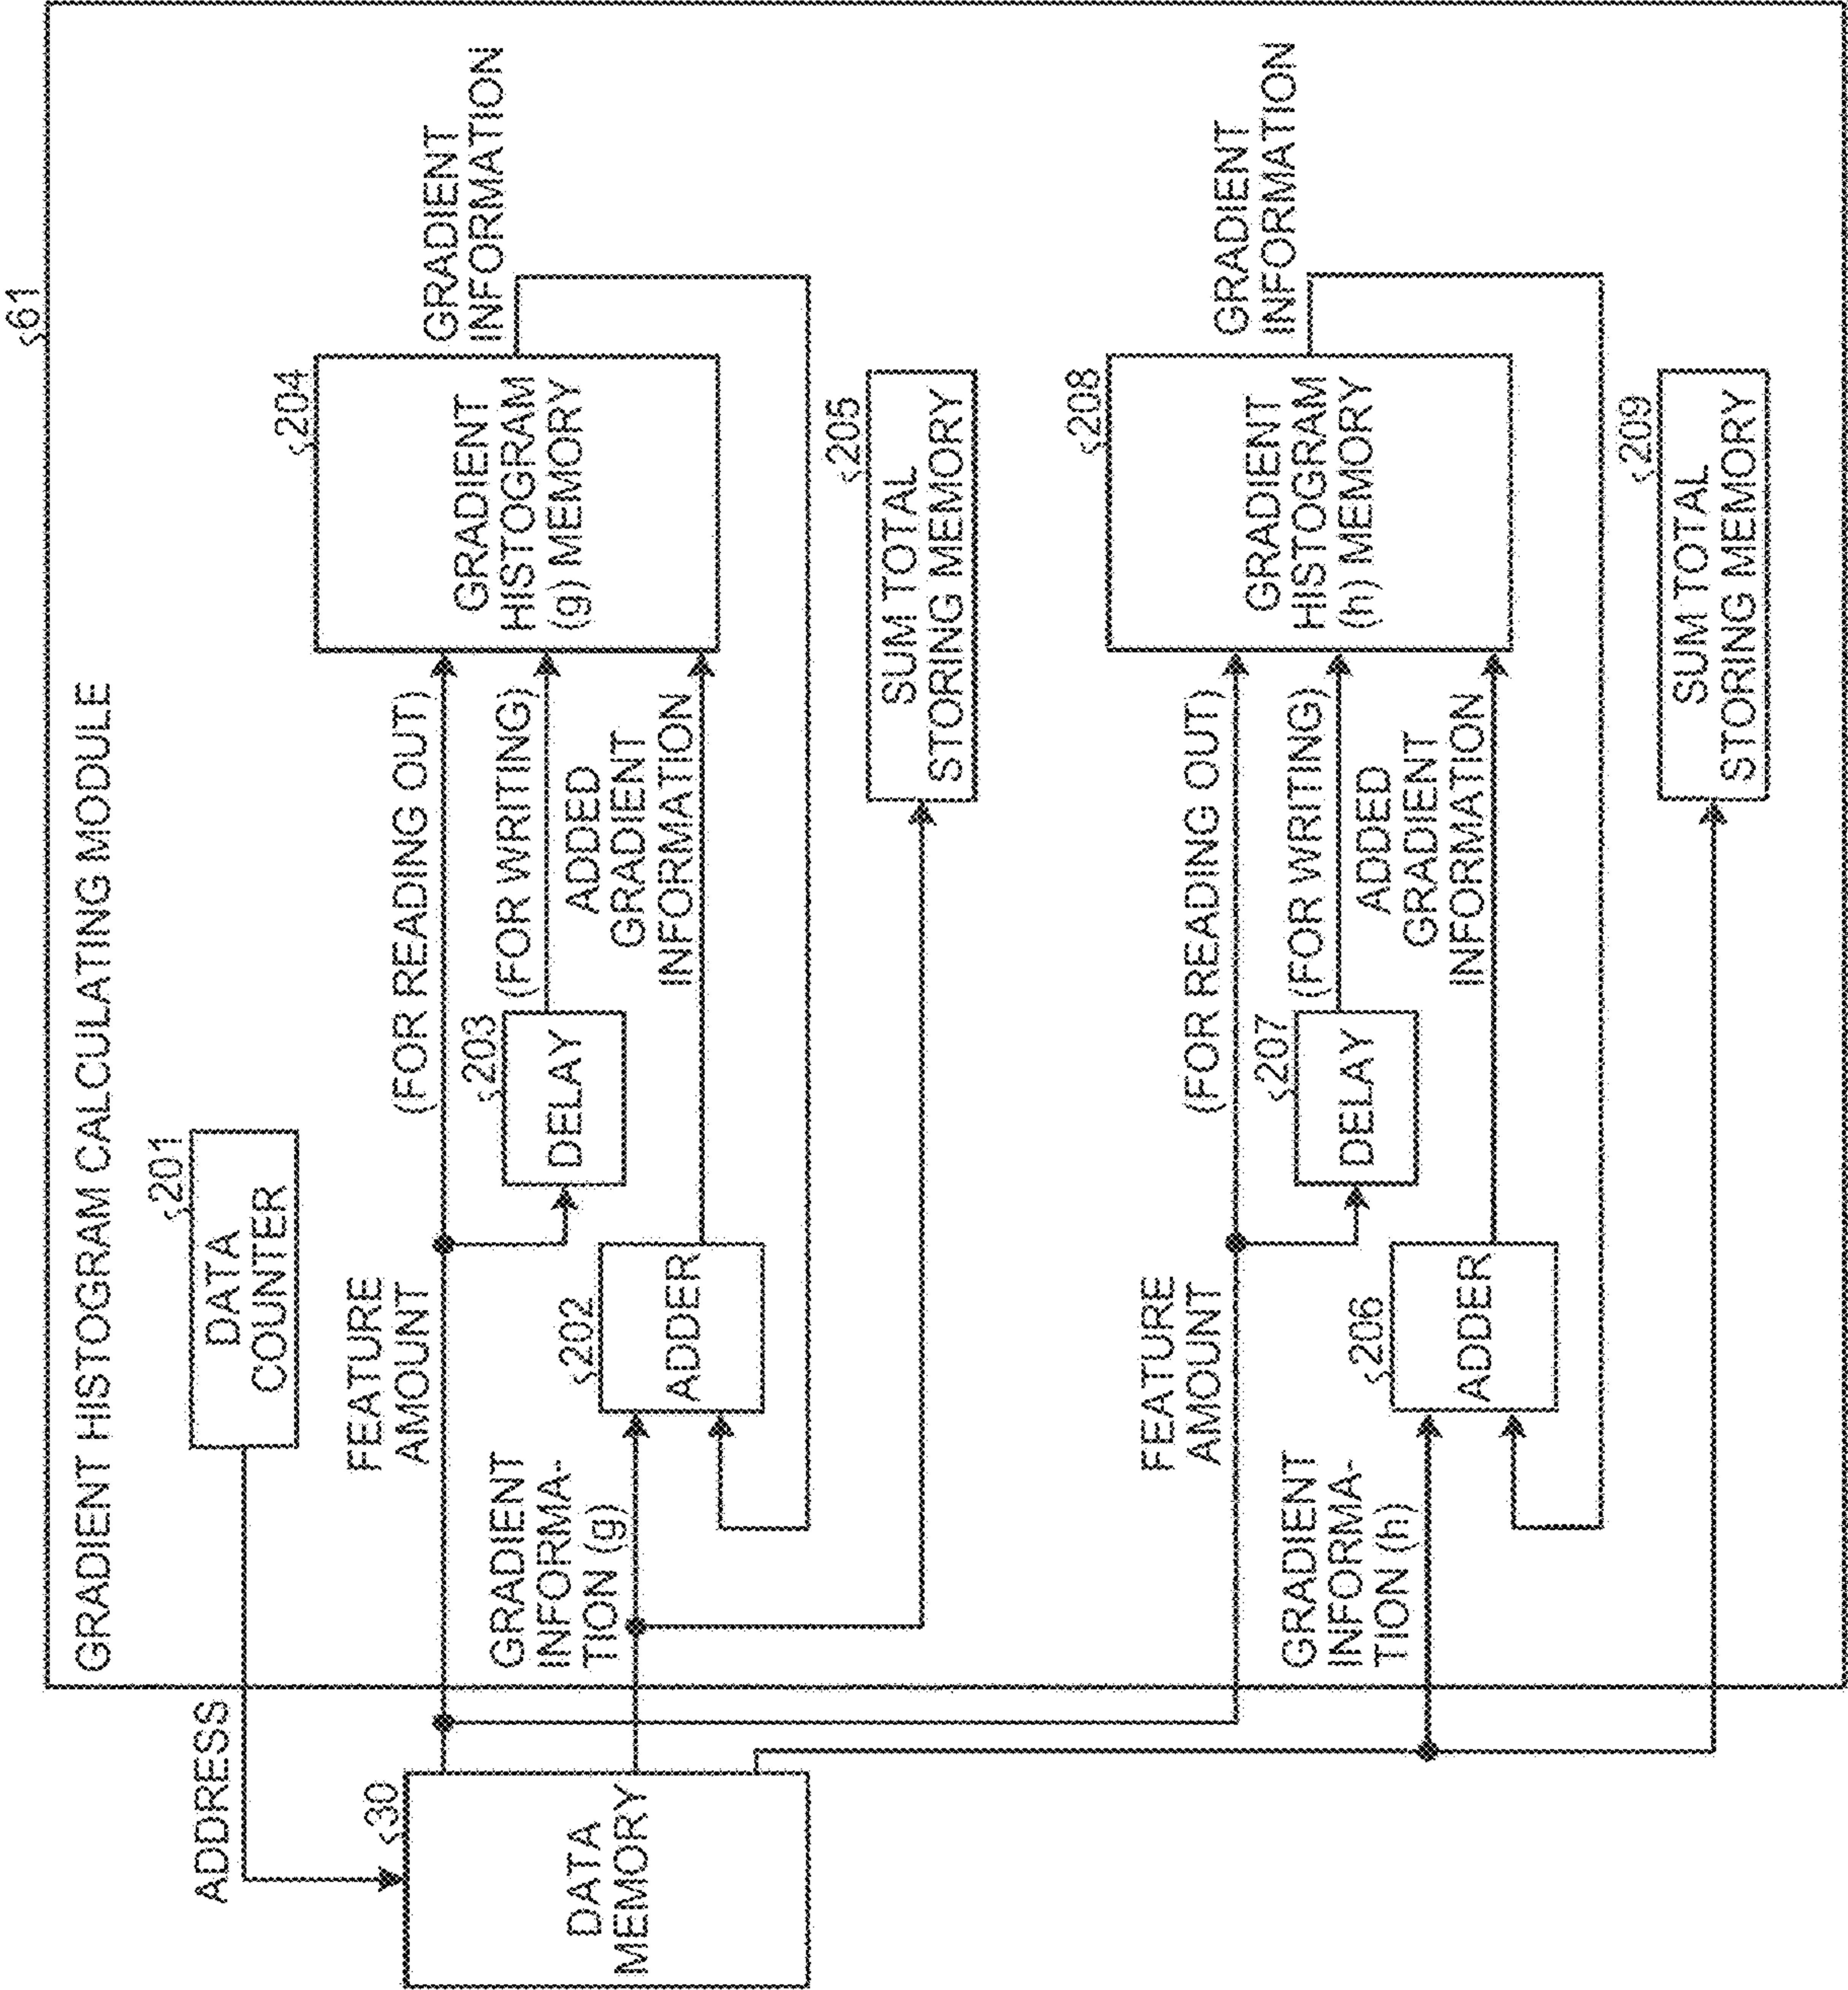 61
GRADIENT HISTOGRAM CALCULATING MODULE
201
DATA
COUNTER
ADDRESS
30
DATA
MEMORY
FEATURE
AMOUNT
(FOR READING OUT)
203
DELAY
(FOR WRITING)
204
GRADIENT
HISTOGRAM
(g) MEMORY
GRADIENT
INFORMATION
GRADIENT
INFORMA-
TION (g)
202
ADDER
ADDED
GRADIENT
INFORMATION
205
SUM TOTAL
STORING MEMORY
FEATURE
AMOUNT
(FOR READING OUT)
207
DELAY
(FOR WRITING)
208
GRADIENT
HISTOGRAM
(h) MEMORY
GRADIENT
INFORMATION
GRADIENT
INFORMA-
TION (h)
206
ADDER
ADDED
GRADIENT
INFORMATION
209
SUM TOTAL
STORING MEMORY